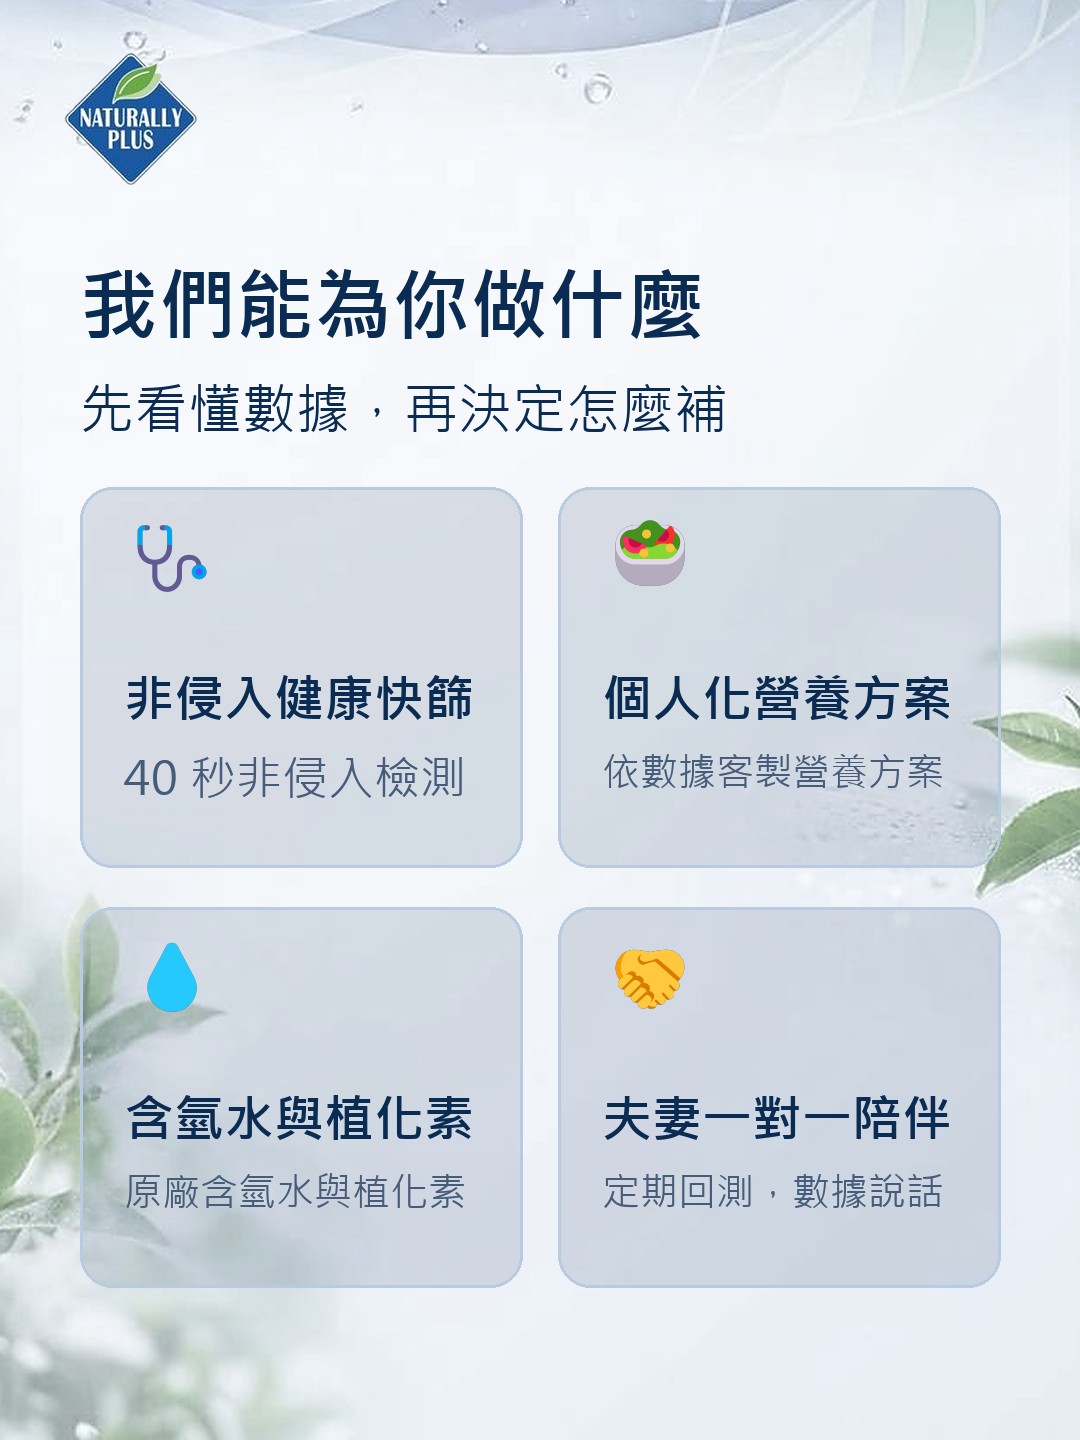 NATURALLY
PLUS
我們能為你做什麼
先看懂數據，再決定怎麼補
非侵入健康快篩
40 秒非侵入檢測
個人化營養方案
依數據客製營養方案
含氫水與植化素
原廠含氫水與植化素
夫妻一對一陪伴
定期回測，數據說話